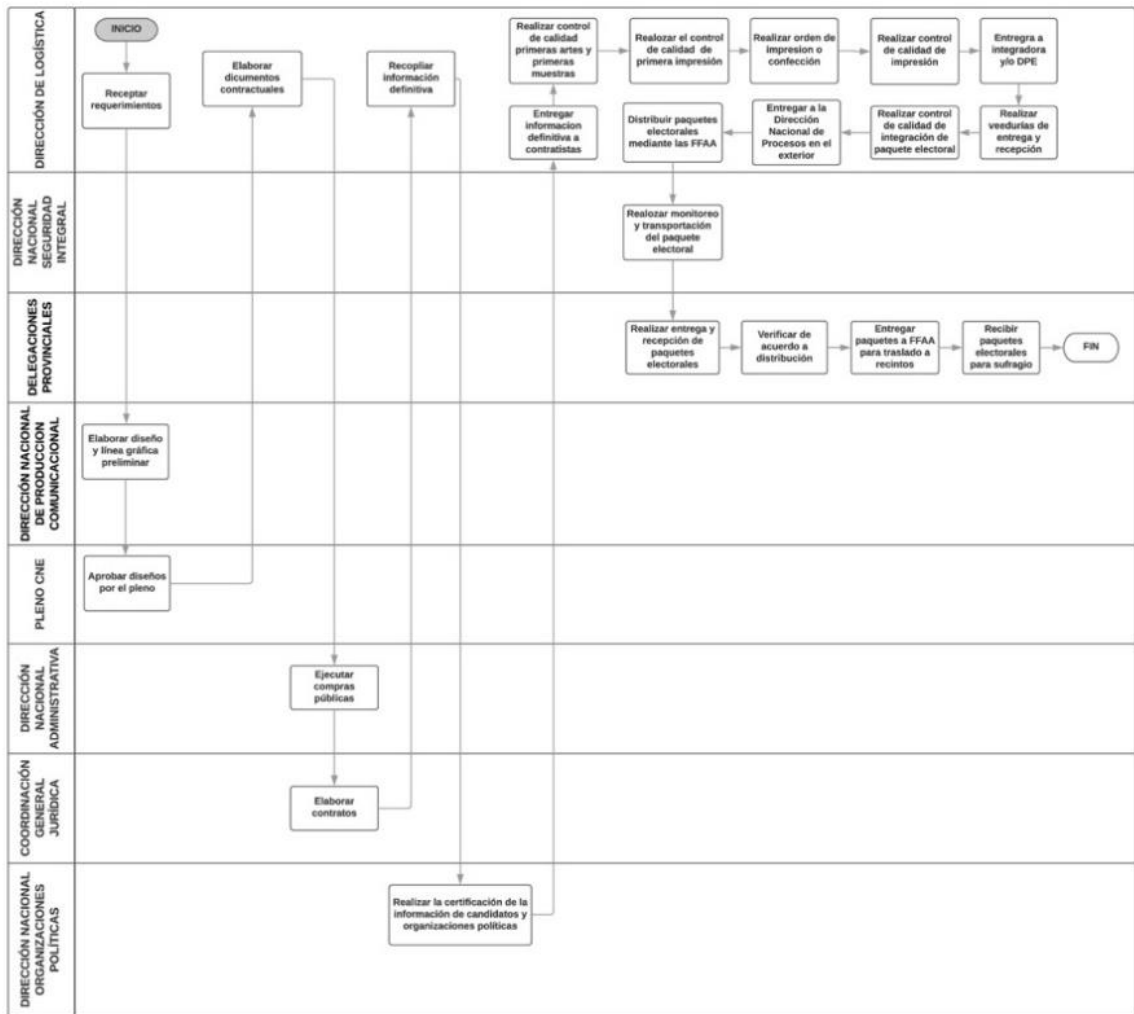 DIRECCIÓN DE LOGÍSTICA
INICIO
Receptar
requerimientos
Elaborar
dicumentos
contractuales
Recopliar
información
definitiva
Realizar control
de calidad
primeras artes y
primeras
muestras
Realozar el control
de calidad de
primera impresión
Realizar orden de
impresion o
confección
Realizar control
de calidad de
impresión
Entregra a
integradora
y/o DPE
Entregar
informacion
definitiva a
contratistas
Distribuir paquetes
electorales
mediante las FFAA
Entregar a la
Dirección
Nacional de
Procesos en el
exterior
Realizar control
de calidad de
integración de
paquete electoral
Realizar
veedurías de
entrega y
recepción
DIRECCIÓN
NACIONAL
SEGURIDAD
INTEGRAL
Realozar monitoreo
y transportación
del paquete
electoral
DELEGACIONES
PROVINCIALES
Realizar entrega y
recepción de
paquetes
electorales
Verificar de
acuerdo a
distribución
Entregar
paquetes a FFAA
para traslado a
recintos
Recibir
paquetes
electorales
para sufragio
FIN
DIRECCIÓN NACIONAL
DE PRODUCCION
COMUNICACIONAL
Elaborar diseño
y línea gráfica
preliminar
PLENO CNE
Aprobar diseños
por el pleno
DIRECCIÓN
NACIONAL
ADMINISTRATIVA
Ejecutar
compras
públicas
COORDINACIÓN
GENERAL
JURÍDICA
Elaborar
contratos
DIRECCIÓN NACIONAL
ORGANIZACIONES
POLÍTICAS
Realizar la certificación de la
información de candidatos y
organizaciones políticas